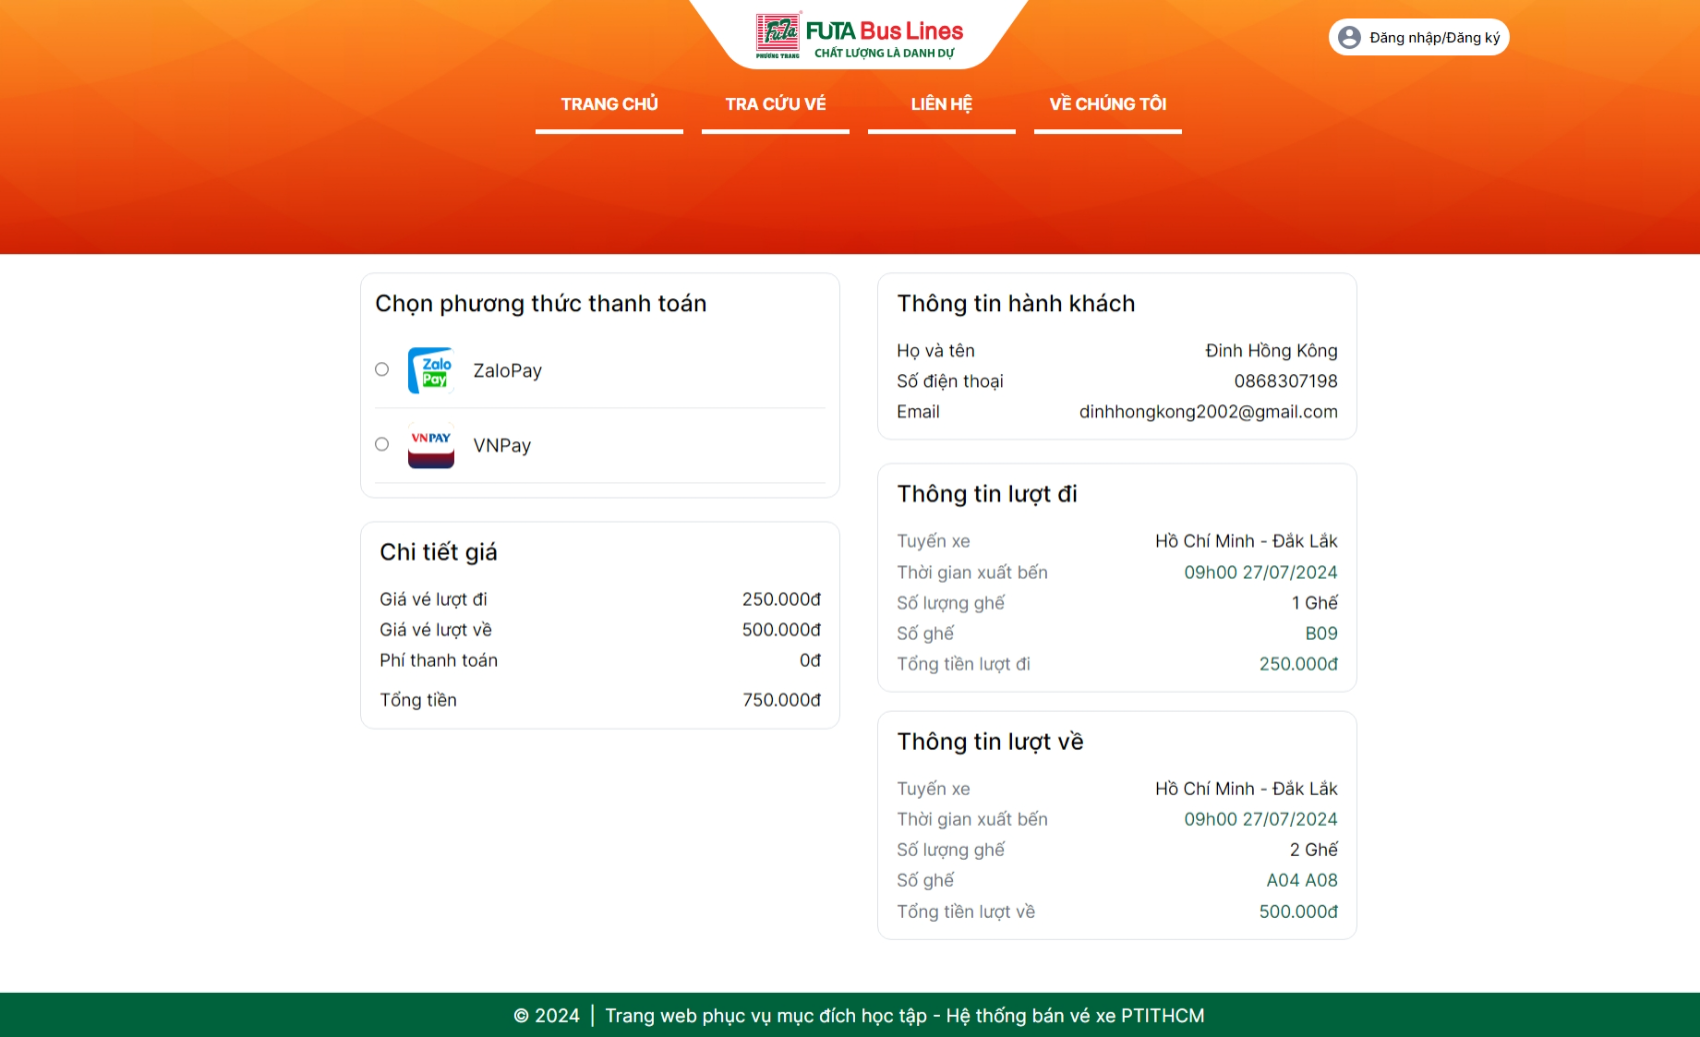 FUTA Bus Lines
PHƯƠNG TRANG
CHẤT LƯỢNG LÀ DANH DỰ
Đăng nhập/Đăng ký
TRANG CHỦ TRA CỨU VÉ LIÊN HỆ VỀ CHÚNG TÔI
Chọn phương thức thanh toán
Zalo Pay ZaloPay
VNPAY VNPay
Chi tiết giá
Giá vé lượt đi 250.000đ
Giá vé lượt về 500.000đ
Phí thanh toán 0đ
Tổng tiền 750.000đ
Thông tin hành khách
Họ và tên Đinh Hồng Kông
Số điện thoại 0868307198
Email dinhhongkong2002@gmail.com
Thông tin lượt đi
Tuyến xe Hồ Chí Minh - Đắk Lắk
Thời gian xuất bến 09h00 27/07/2024
Số lượng ghế 1 Ghế
Số ghế B09
Tổng tiền lượt đi 250.000đ
Thông tin lượt về
Tuyến xe Hồ Chí Minh - Đắk Lắk
Thời gian xuất bến 09h00 27/07/2024
Số lượng ghế 2 Ghế
Số ghế A04 A08
Tổng tiền lượt về 500.000đ
© 2024 | Trang web phục vụ mục đích học tập - Hệ thống bán vé xe PTITHCM